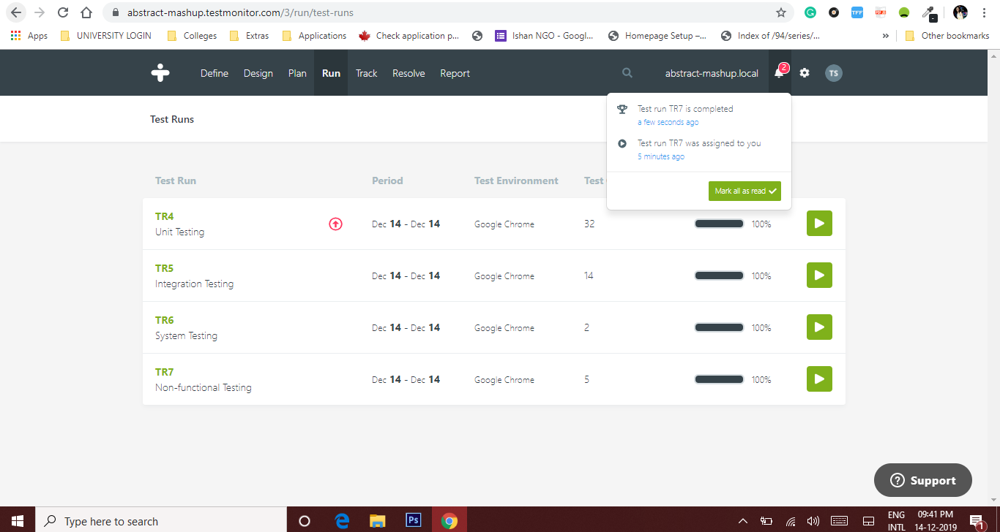 abstract-mashup.testmonitor.com/3/run/test-runs
TFF
Apps UNIVERSITY LOGIN Colleges Extras Applications Check application p... Ishan NGO - Googl... Homepage Setup –... Index of /94/series/... » Other bookmarks
Define Design Plan Run Track Resolve Report abstract-mashup.local 2 TS
Test Runs
Test run TR7 is completed
a few seconds ago
Test run TR7 was assigned to you
5 minutes ago
Mark all as read
Test Run Period Test Environment Test
TR4
Unit Testing
Dec 14 - Dec 14 Google Chrome 32 100%
TR5
Integration Testing
Dec 14 - Dec 14 Google Chrome 14 100%
TR6
System Testing
Dec 14 - Dec 14 Google Chrome 2 100%
TR7
Non-functional Testing
Dec 14 - Dec 14 Google Chrome 5 100%
? Support
Type here to search
Ps
ENG
INTL
09:41 PM
14-12-2019
1